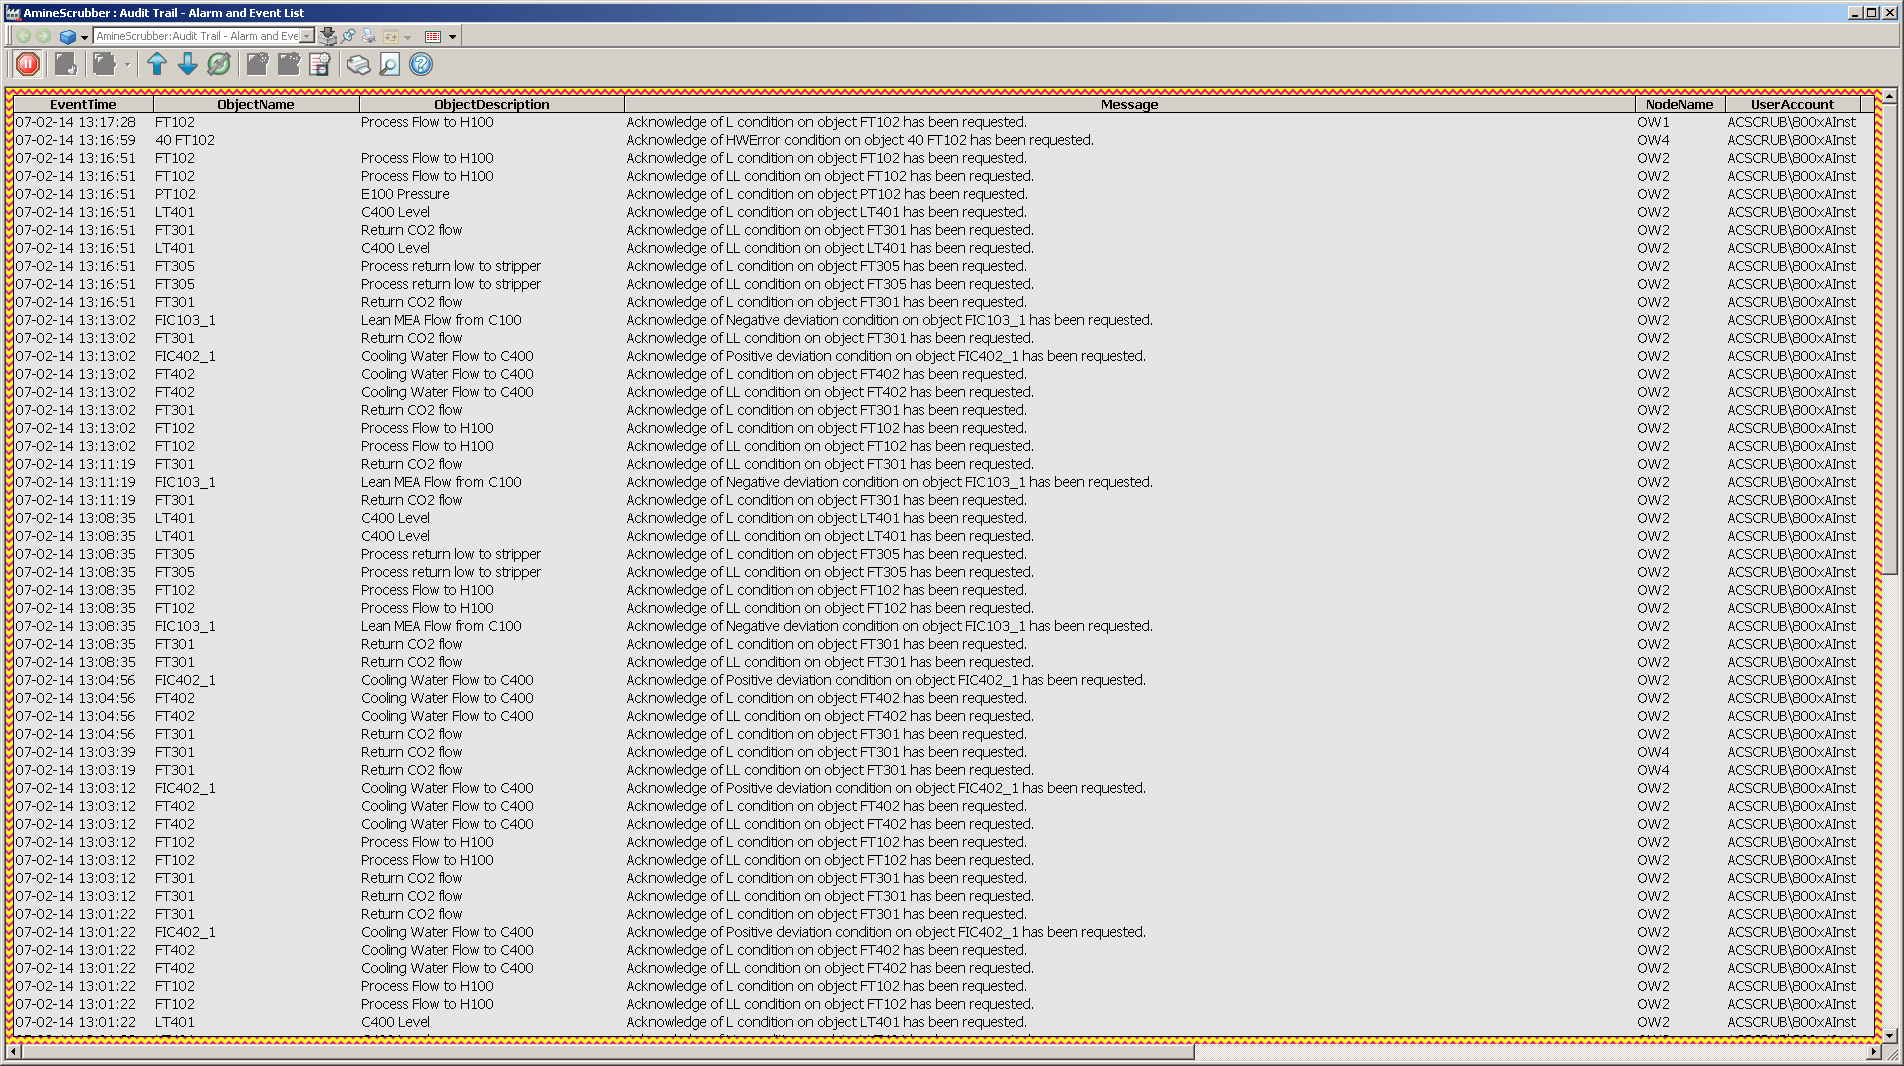 AmineScrubber : Audit Trail - Alarm and Event List
AmineScrubber:Audit Trail - Alarm and Eve
EventTime ObjectName ObjectDescription Message NodeName UserAccount
07-02-14 13:17:28 FT102 Process Flow to H100 Acknowledge of L condition on object FT102 has been requested. OW1 ACSCRUB\800xAInst
07-02-14 13:16:59 40 FT102 Acknowledge of HWError condition on object 40 FT102 has been requested. OW4 ACSCRUB\800xAInst
07-02-14 13:16:51 FT102 Process Flow to H100 Acknowledge of L condition on object FT102 has been requested. OW2 ACSCRUB\800xAInst
07-02-14 13:16:51 FT102 Process Flow to H100 Acknowledge of LL condition on object FT102 has been requested. OW2 ACSCRUB\800xAInst
07-02-14 13:16:51 PT102 E100 Pressure Acknowledge of L condition on object PT102 has been requested. OW2 ACSCRUB\800xAInst
07-02-14 13:16:51 LT401 C400 Level Acknowledge of L condition on object LT401 has been requested. OW2 ACSCRUB\800xAInst
07-02-14 13:16:51 FT301 Return CO2 flow Acknowledge of LL condition on object FT301 has been requested. OW2 ACSCRUB\800xAInst
07-02-14 13:16:51 LT401 C400 Level Acknowledge of LL condition on object LT401 has been requested. OW2 ACSCRUB\800xAInst
07-02-14 13:16:51 FT305 Process return low to stripper Acknowledge of L condition on object FT305 has been requested. OW2 ACSCRUB\800xAInst
07-02-14 13:16:51 FT305 Process return low to stripper Acknowledge of LL condition on object FT305 has been requested. OW2 ACSCRUB\800xAInst
07-02-14 13:16:51 FT301 Return CO2 flow Acknowledge of L condition on object FT301 has been requested. OW2 ACSCRUB\800xAInst
07-02-14 13:13:02 FIC103_1 Lean MEA Flow from C100 Acknowledge of Negative deviation condition on object FIC103_1 has been requested. OW2 ACSCRUB\800xAInst
07-02-14 13:13:02 FT301 Return CO2 flow Acknowledge of LL condition on object FT301 has been requested. OW2 ACSCRUB\800xAInst
07-02-14 13:13:02 FIC402_1 Cooling Water Flow to C400 Acknowledge of Positive deviation condition on object FIC402_1 has been requested. OW2 ACSCRUB\800xAInst
07-02-14 13:13:02 FT402 Cooling Water Flow to C400 Acknowledge of L condition on object FT402 has been requested. OW2 ACSCRUB\800xAInst
07-02-14 13:13:02 FT402 Cooling Water Flow to C400 Acknowledge of LL condition on object FT402 has been requested. OW2 ACSCRUB\800xAInst
07-02-14 13:13:02 FT301 Return CO2 flow Acknowledge of L condition on object FT301 has been requested. OW2 ACSCRUB\800xAInst
07-02-14 13:13:02 FT102 Process Flow to H100 Acknowledge of L condition on object FT102 has been requested. OW2 ACSCRUB\800xAInst
07-02-14 13:13:02 FT102 Process Flow to H100 Acknowledge of LL condition on object FT102 has been requested. OW2 ACSCRUB\800xAInst
07-02-14 13:11:19 FT301 Return CO2 flow Acknowledge of LL condition on object FT301 has been requested. OW2 ACSCRUB\800xAInst
07-02-14 13:11:19 FIC103_1 Lean MEA Flow from C100 Acknowledge of Negative deviation condition on object FIC103_1 has been requested. OW2 ACSCRUB\800xAInst
07-02-14 13:11:19 FT301 Return CO2 flow Acknowledge of L condition on object FT301 has been requested. OW2 ACSCRUB\800xAInst
07-02-14 13:08:35 LT401 C400 Level Acknowledge of L condition on object LT401 has been requested. OW2 ACSCRUB\800xAInst
07-02-14 13:08:35 LT401 C400 Level Acknowledge of LL condition on object LT401 has been requested. OW2 ACSCRUB\800xAInst
07-02-14 13:08:35 FT305 Process return low to stripper Acknowledge of L condition on object FT305 has been requested. OW2 ACSCRUB\800xAInst
07-02-14 13:08:35 FT305 Process return low to stripper Acknowledge of LL condition on object FT305 has been requested. OW2 ACSCRUB\800xAInst
07-02-14 13:08:35 FT102 Process Flow to H100 Acknowledge of L condition on object FT102 has been requested. OW2 ACSCRUB\800xAInst
07-02-14 13:08:35 FT102 Process Flow to H100 Acknowledge of LL condition on object FT102 has been requested. OW2 ACSCRUB\800xAInst
07-02-14 13:08:35 FIC103_1 Lean MEA Flow from C100 Acknowledge of Negative deviation condition on object FIC103_1 has been requested. OW2 ACSCRUB\800xAInst
07-02-14 13:08:35 FT301 Return CO2 flow Acknowledge of L condition on object FT301 has been requested. OW2 ACSCRUB\800xAInst
07-02-14 13:08:35 FT301 Return CO2 flow Acknowledge of LL condition on object FT301 has been requested. OW2 ACSCRUB\800xAInst
07-02-14 13:04:56 FIC402_1 Cooling Water Flow to C400 Acknowledge of Positive deviation condition on object FIC402_1 has been requested. OW2 ACSCRUB\800xAInst
07-02-14 13:04:56 FT402 Cooling Water Flow to C400 Acknowledge of L condition on object FT402 has been requested. OW2 ACSCRUB\800xAInst
07-02-14 13:04:56 FT402 Cooling Water Flow to C400 Acknowledge of LL condition on object FT402 has been requested. OW2 ACSCRUB\800xAInst
07-02-14 13:04:56 FT301 Return CO2 flow Acknowledge of L condition on object FT301 has been requested. OW2 ACSCRUB\800xAInst
07-02-14 13:03:39 FT301 Return CO2 flow Acknowledge of LL condition on object FT301 has been requested. OW4 ACSCRUB\800xAInst
07-02-14 13:03:19 FT301 Return CO2 flow Acknowledge of LL condition on object FT301 has been requested. OW4 ACSCRUB\800xAInst
07-02-14 13:03:12 FIC402_1 Cooling Water Flow to C400 Acknowledge of Positive deviation condition on object FIC402_1 has been requested. OW2 ACSCRUB\800xAInst
07-02-14 13:03:12 FT402 Cooling Water Flow to C400 Acknowledge of L condition on object FT402 has been requested. OW2 ACSCRUB\800xAInst
07-02-14 13:03:12 FT402 Cooling Water Flow to C400 Acknowledge of LL condition on object FT402 has been requested. OW2 ACSCRUB\800xAInst
07-02-14 13:03:12 FT102 Process Flow to H100 Acknowledge of L condition on object FT102 has been requested. OW2 ACSCRUB\800xAInst
07-02-14 13:03:12 FT102 Process Flow to H100 Acknowledge of LL condition on object FT102 has been requested. OW2 ACSCRUB\800xAInst
07-02-14 13:03:12 FT301 Return CO2 flow Acknowledge of L condition on object FT301 has been requested. OW2 ACSCRUB\800xAInst
07-02-14 13:03:12 FT301 Return CO2 flow Acknowledge of LL condition on object FT301 has been requested. OW2 ACSCRUB\800xAInst
07-02-14 13:01:22 FT301 Return CO2 flow Acknowledge of L condition on object FT301 has been requested. OW2 ACSCRUB\800xAInst
07-02-14 13:01:22 FIC402_1 Cooling Water Flow to C400 Acknowledge of Positive deviation condition on object FIC402_1 has been requested. OW2 ACSCRUB\800xAInst
07-02-14 13:01:22 FT402 Cooling Water Flow to C400 Acknowledge of L condition on object FT402 has been requested. OW2 ACSCRUB\800xAInst
07-02-14 13:01:22 FT402 Cooling Water Flow to C400 Acknowledge of LL condition on object FT402 has been requested. OW2 ACSCRUB\800xAInst
07-02-14 13:01:22 FT102 Process Flow to H100 Acknowledge of L condition on object FT102 has been requested. OW2 ACSCRUB\800xAInst
07-02-14 13:01:22 FT102 Process Flow to H100 Acknowledge of LL condition on object FT102 has been requested. OW2 ACSCRUB\800xAInst
07-02-14 13:01:22 LT401 C400 Level Acknowledge of L condition on object LT401 has been requested. OW2 ACSCRUB\800xAInst